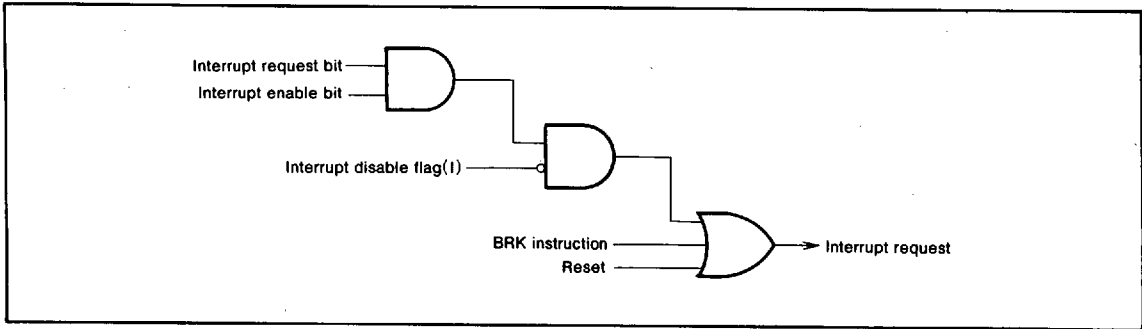 Interrupt request bit
Interrupt enable bit
Interrupt disable flag(I)
BRK instruction
Reset
Interrupt request